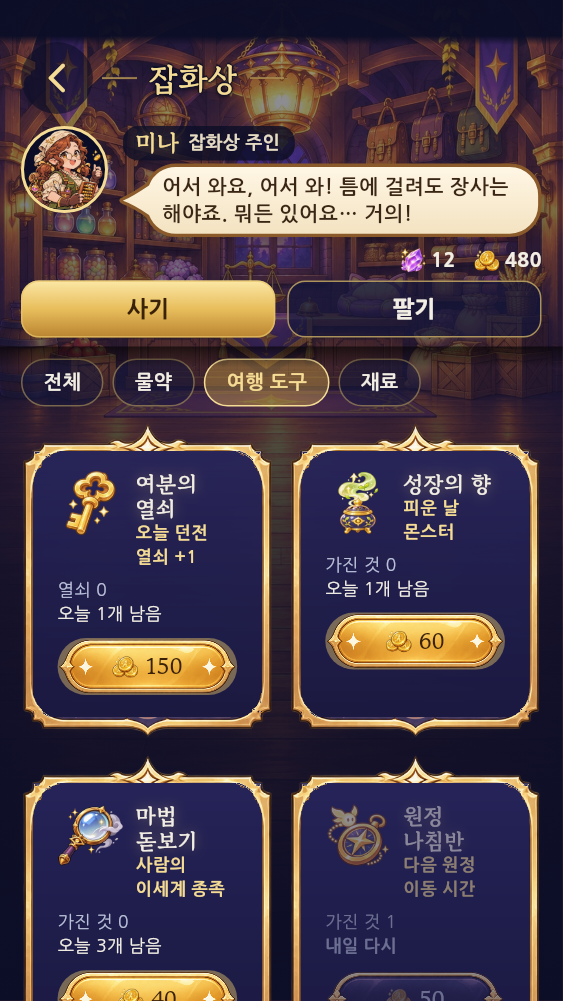 잡화상
미나 잡화상 주인
어서 와요, 어서 와! 틈에 걸려도 장사는
해야죠. 뭐든 있어요… 거의!
12 480
사기 팔기
전체 물약 여행 도구 재료
여분의
열쇠
오늘 던전
열쇠 +1
열쇠 0
오늘 1개 남음
150
성장의 향
피운 날
몬스터
가진 것 0
오늘 1개 남음
60
마법
돋보기
사람의
이세계 종족
가진 것 0
오늘 3개 남음
40
원정
나침반
다음 원정
이동 시간
가진 것 1
내일 다시
50